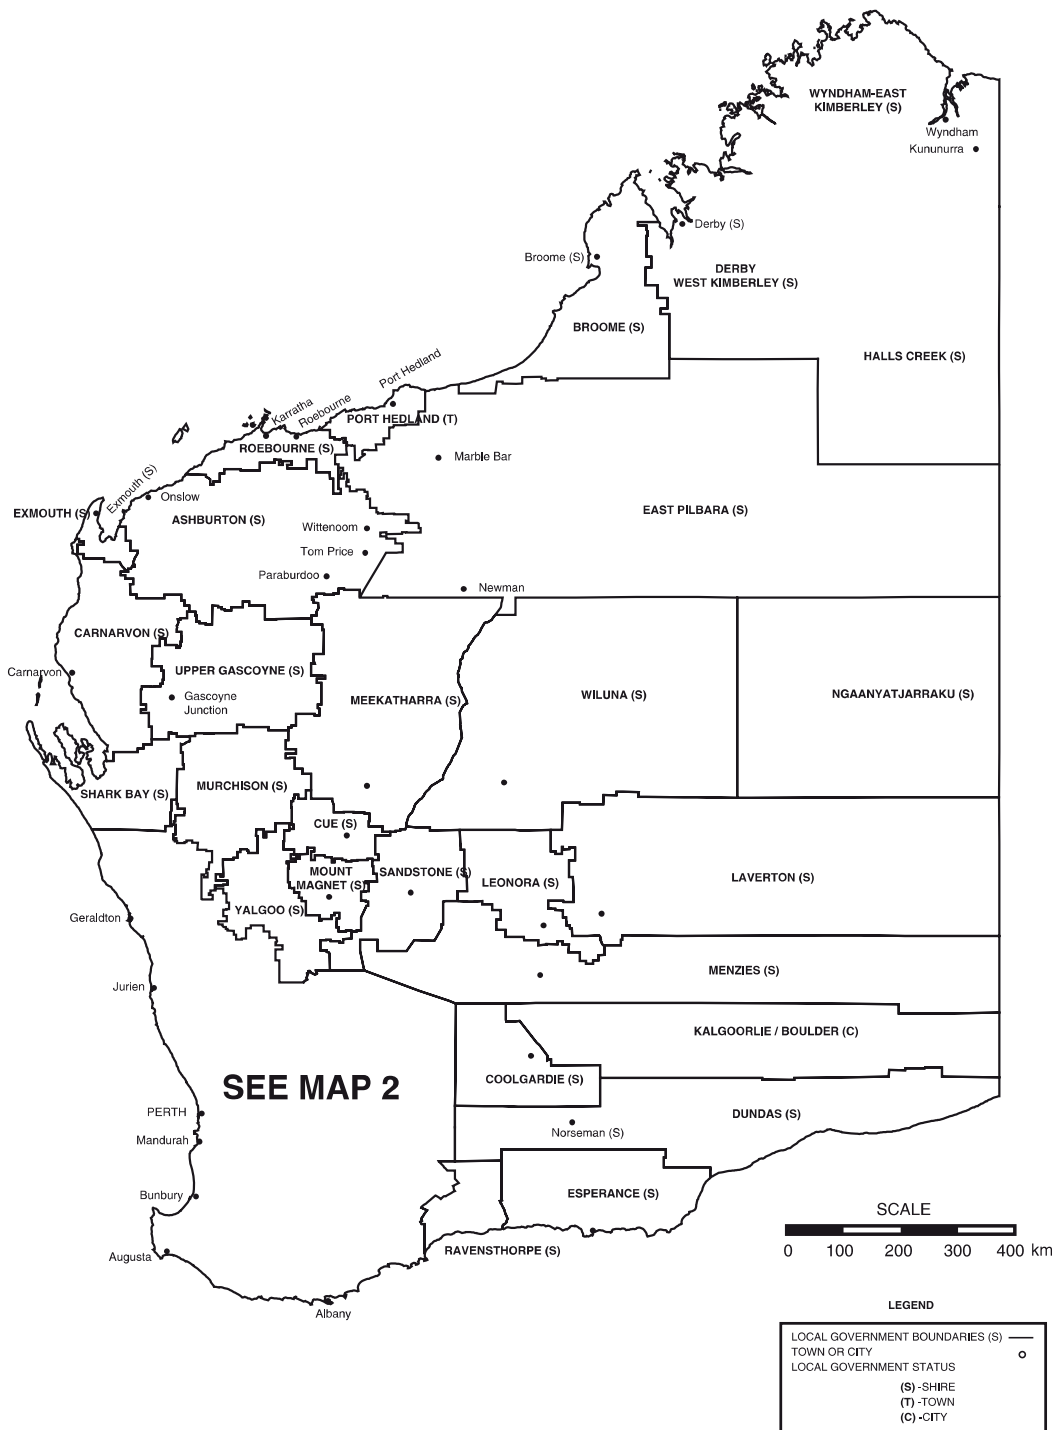 WYNDHAM-EAST
KIMBERLEY (S)
Wyndham
Kununurra
Derby (S)
Broome (S)
DERBY
WEST KIMBERLEY (S)
BROOME (S)
HALLS CREEK (S)
Port Hedland
Karratha
Roebourne
PORT HEDLAND (T)
ROEBOURNE (S)
Marble Bar
Exmouth (S)
Onslow
EXMOUTH (S)
ASHBURTON (S)
EAST PILBARA (S)
Wittenoom
Tom Price
Paraburdoo
Newman
CARNARVON (S)
Carnarvon
UPPER GASCOYNE (S)
Gascoyne
Junction
MEEKATHARRA (S)
WILUNA (S)
NGAANYATJARRAKU (S)
SHARK BAY (S)
MURCHISON (S)
CUE (S)
MOUNT
MAGNET (S)
SANDSTONE (S)
LEONORA (S)
LAVERTON (S)
YALGOO (S)
Geraldton
MENZIES (S)
Jurien
KALGOORLIE / BOULDER (C)
SEE MAP 2
COOLGARDIE (S)
PERTH
DUNDAS (S)
Mandurah
Norseman (S)
Bunbury
ESPERANCE (S)
Augusta
RAVENSTHORPE (S)
Albany
SCALE
0 100 200 300 400 km
LEGEND
LOCAL GOVERNMENT BOUNDARIES (S)
TOWN OR CITY
LOCAL GOVERNMENT STATUS
(S) -SHIRE
(T) -TOWN
(C) -CITY